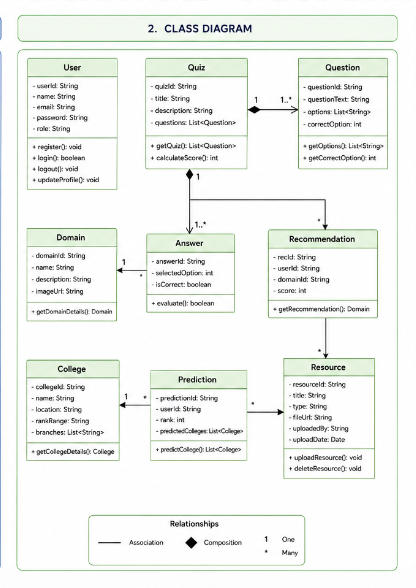 2. CLASS DIAGRAM
User
- userId: String
- name: String
- email: String
- password: String
- role: String
+ register(): void
+ login(): boolean
+ logout(): void
+ updateProfile(): void
Quiz
- quizId: String
- title: String
- description: String
- questions: List<Question>
+ getQuiz(): List<Question>
+ calculateScore(): int
1
1..*
Question
- questionId: String
- questionText: String
- options: List<String>
- correctOption: int
+ getOptions(): List<String>
+ getCorrectOption(): int
1
1..*
*
Domain
- domainId: String
- name: String
- description: String
- imageUrl: String
+ getDomainDetails(): Domain
1
*
Answer
- answerId: String
- selectedOption: int
- isCorrect: boolean
+ evaluate(): boolean
Recommendation
- recId: String
- userId: String
- domainId: String
- score: int
+ getRecommendation(): Domain
*
College
- collegeId: String
- name: String
- location: String
- rankRange: String
- branches: List<String>
+ getCollegeDetails(): College
1
*
Prediction
- predictionId: String
- userId: String
- rank: int
- predictedColleges: List<College>
+ predictCollege(): List<College>
*
Resource
- resourceId: String
- title: String
- type: String
- fileUrl: String
- uploadedBy: String
- uploadDate: Date
+ uploadResource(): void
+ deleteResource(): void
Relationships
Association
Composition
1 One
* Many